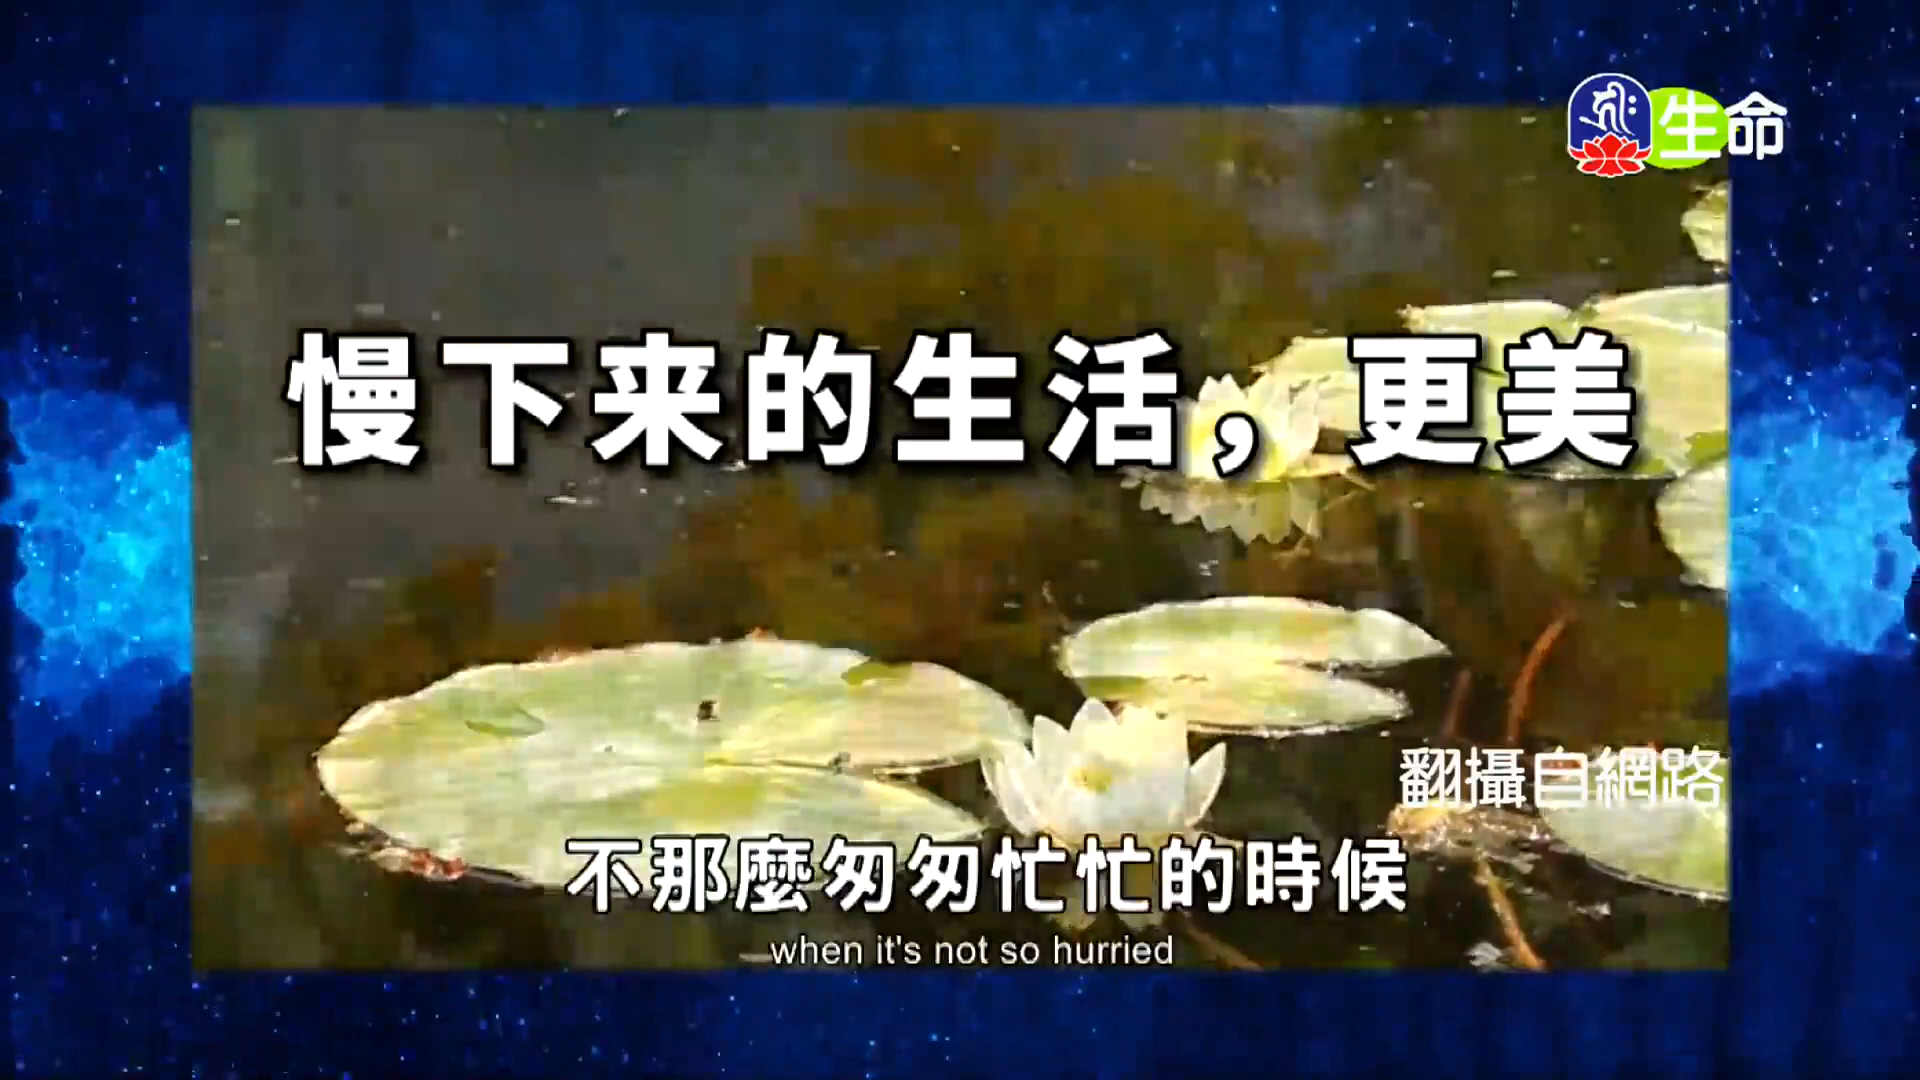 生命
慢下来的生活，更美
翻攝自網路
不那麼匆匆忙忙的時候
when it's not so hurried